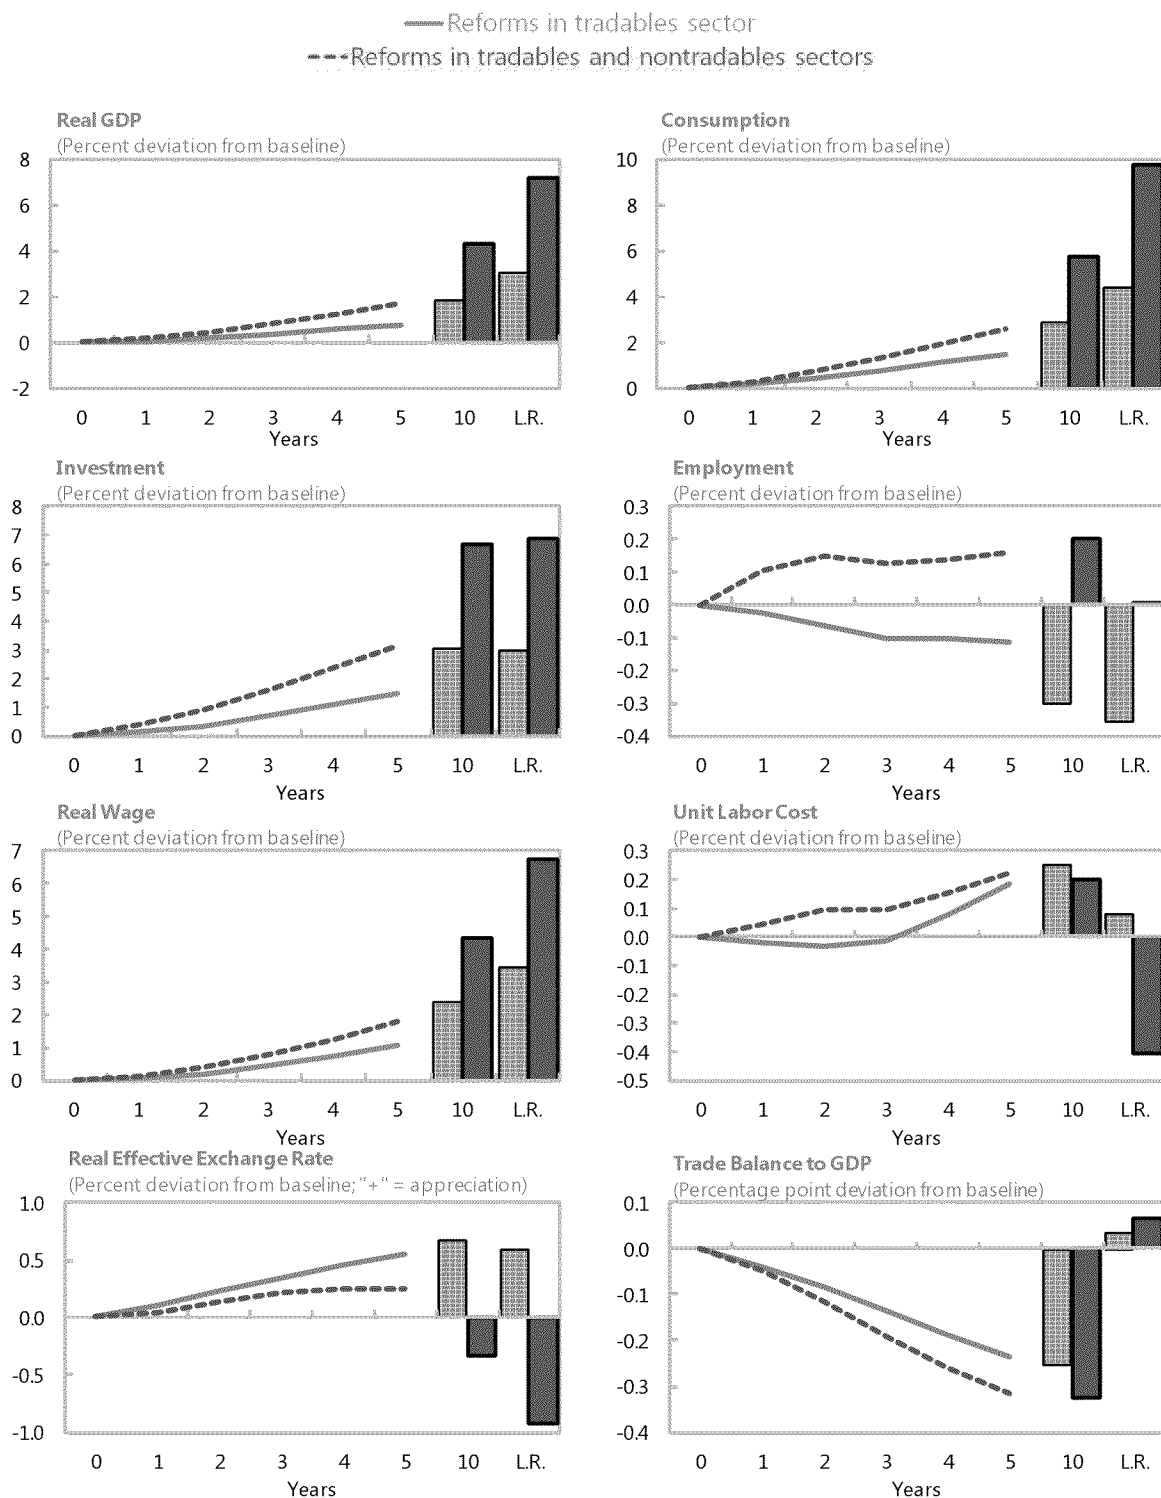 Reforms in tradables sector
Reforms in tradables and nontradables sectors
Real GDP
(Percent deviation from baseline)
8
6
4
2
0
-2
0 1 2 3 4 5 10 L.R.
Years
Consumption
(Percent deviation from baseline)
10
8
6
4
2
0
0 1 2 3 4 5 10 L.R.
Years
Investment
(Percent deviation from baseline)
8
7
6
5
4
3
2
1
0
0 1 2 3 4 5 10 L.R.
Years
Employment
(Percent deviation from baseline)
0.3
0.2
0.1
0.0
-0.1
-0.2
-0.3
-0.4
0 1 2 3 4 5 10 L.R.
Years
Real Wage
(Percent deviation from baseline)
7
6
5
4
3
2
1
0
0 1 2 3 4 5 10 L.R.
Years
Unit Labor Cost
(Percent deviation from baseline)
0.3
0.2
0.1
0.0
-0.1
-0.2
-0.3
-0.4
-0.5
0 1 2 3 4 5 10 L.R.
Years
Real Effective Exchange Rate
(Percent deviation from baseline; "+" = appreciation)
1.0
0.5
0.0
-0.5
-1.0
0 1 2 3 4 5 10 L.R.
Years
Trade Balance to GDP
(Percentage point deviation from baseline)
0.1
0.0
-0.1
-0.2
-0.3
-0.4
0 1 2 3 4 5 10 L.R.
Years